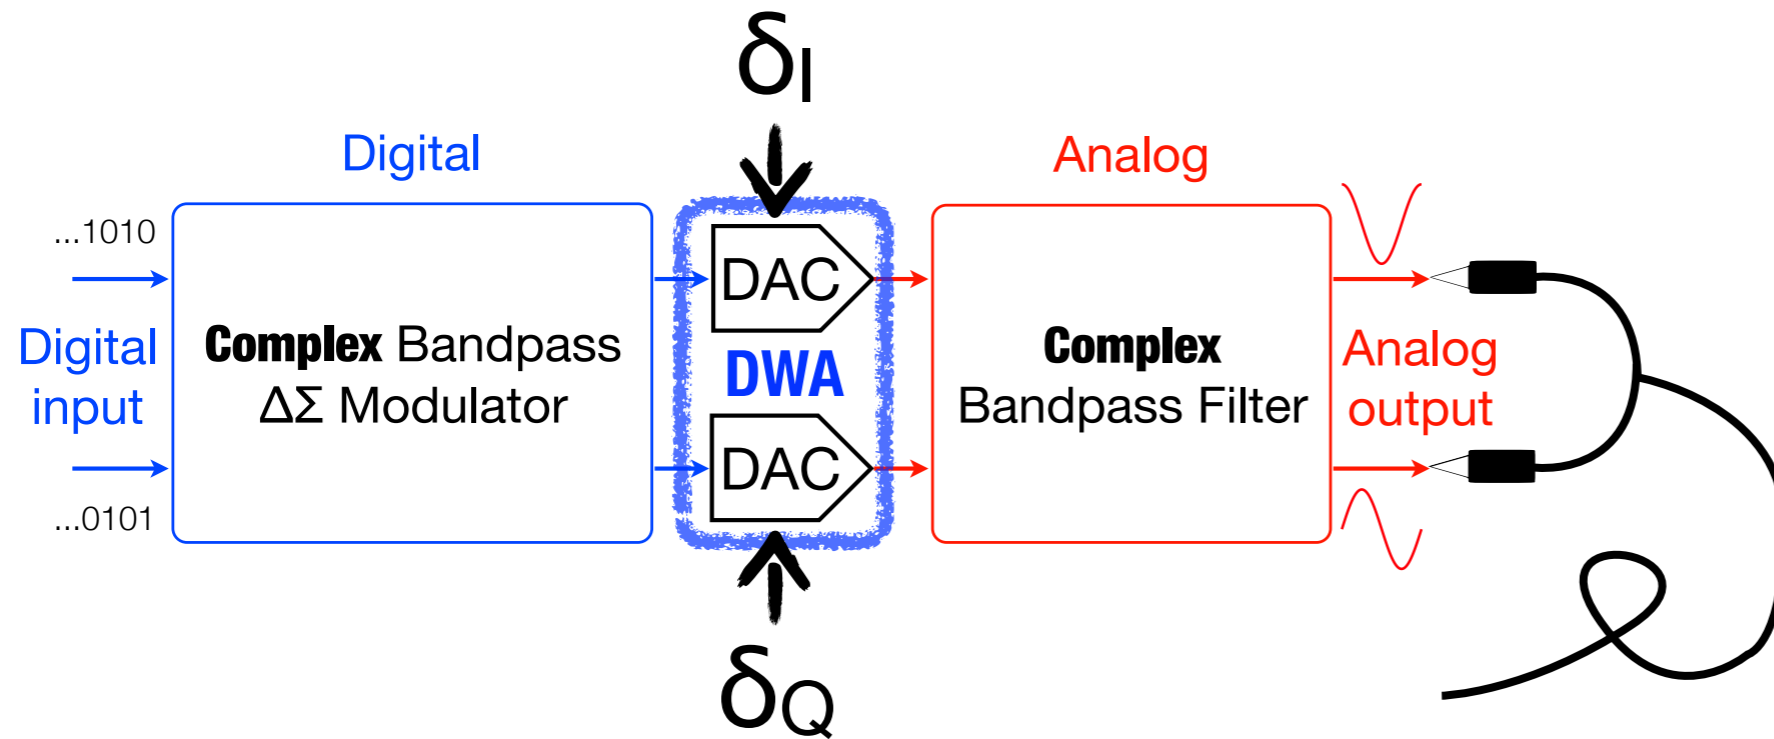 δI
Digital
Analog
...1010
DAC
Digital
input
Complex Bandpass
ΔΣ Modulator
DWA
Complex
Bandpass Filter
Analog
output
DAC
...0101
δQ